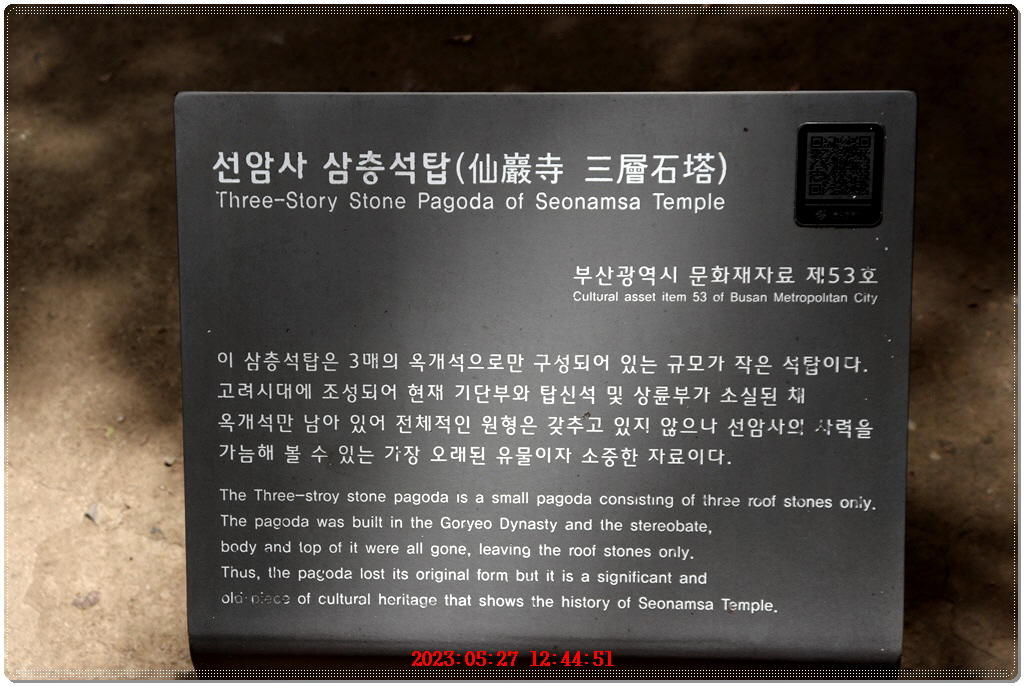 선암사 삼층석탑(仙巖寺 三層石塔)
Three-Story Stone Pagoda of Seonamsa Temple
부산광역시 문화재자료 제53호
Cultural asset item 53 of Busan Metropolitan City
이 삼층석탑은 3매의 옥개석으로만 구성되어 있는 규모가 작은 석탑이다.
고려시대에 조성되어 현재 기단부와 탑신석 및 상륜부가 소실된 채
옥개석만 남아 있어 전체적인 원형은 갖추고 있지 않으나 선암사의 사력을
가늠해 볼 수 있는 가장 오래된 유물이자 소중한 자료이다.
The Three-stroy stone pagoda is a small pagoda consisting of three roof stones only.
The pagoda was built in the Goryeo Dynasty and the stereobate,
body and top of it were all gone, leaving the roof stones only.
Thus, the pagoda lost its original form but it is a significant and
old piece of cultural heritage that shows the history of Seonamsa Temple.
2023:05:27 12:44:51